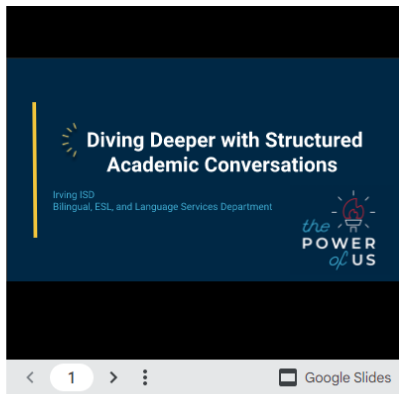 Diving Deeper with Structured
Academic Conversations
Irving ISD
Bilingual, ESL, and Language Services Department
the
POWER
of US
1
Google Slides